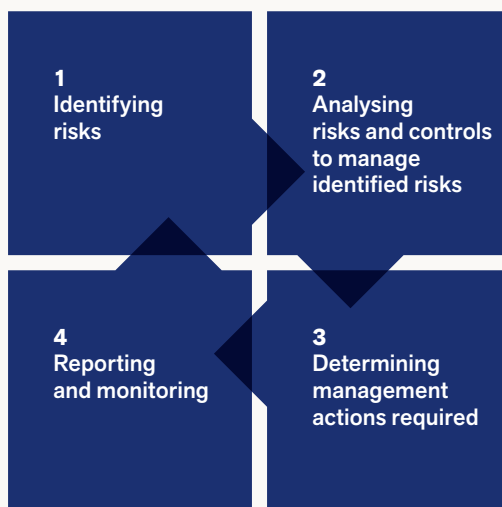 1
Identifying
risks
2
Analysing
risks and controls
to manage
identified risks
3
Determining
management
actions required
4
Reporting
and monitoring